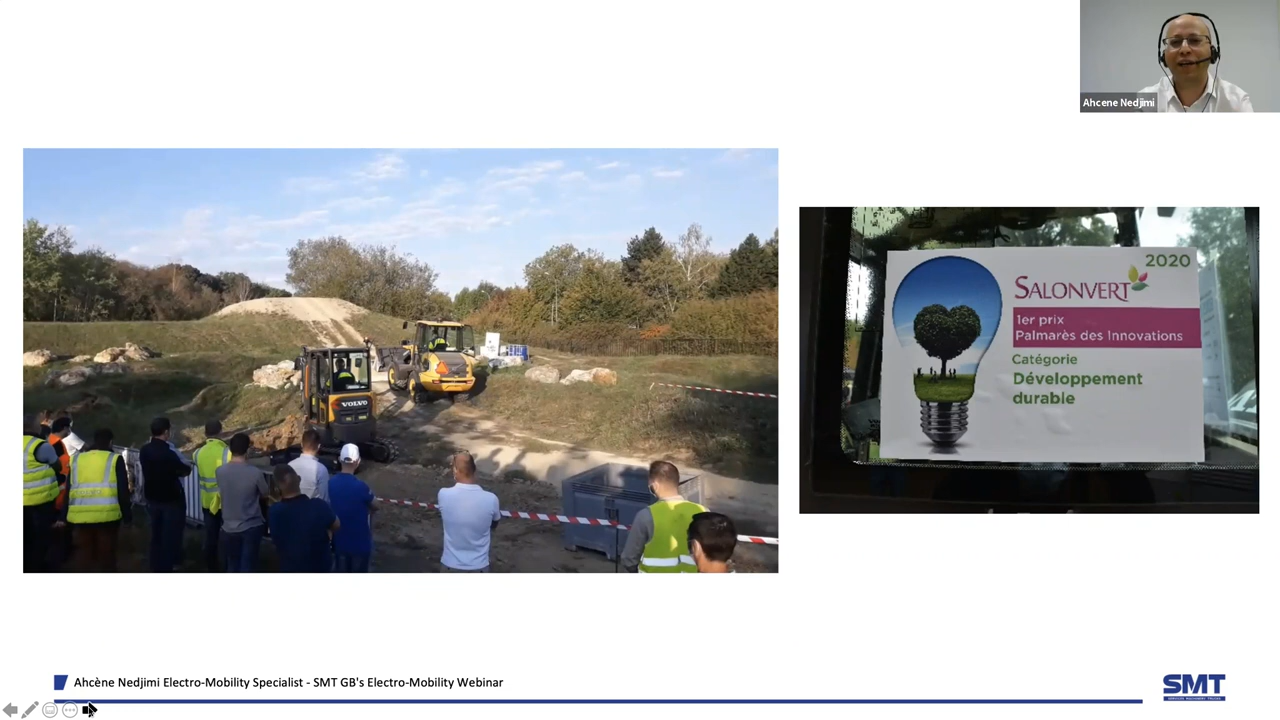 Ahcene Nedjimi
VOLVO
2020
SALONVERT
1er prix
Palmarès des Innovations
Catégorie
Développement
durable
Ahcène Nedjimi Electro-Mobility Specialist - SMT GB's Electro-Mobility Webinar
SMT